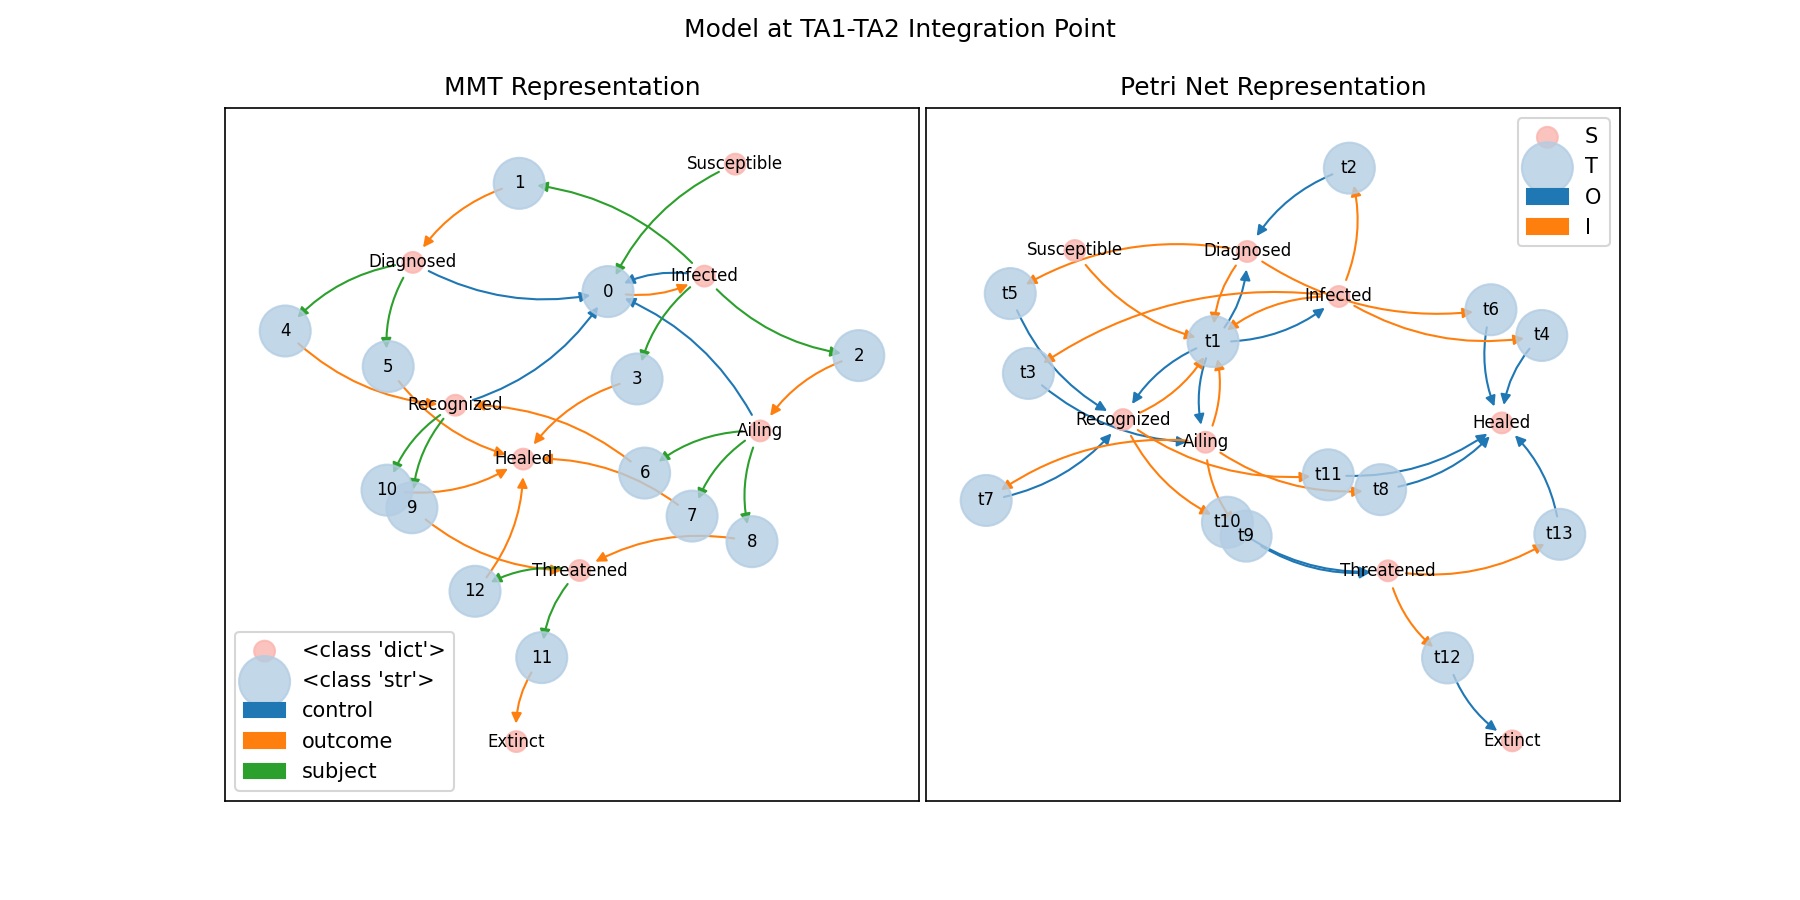 Model at TA1-TA2 Integration Point
MMT Representation
Susceptible
1
Diagnosed
Infected
0
4
2
5
3
Recognized
Ailing
Healed
6
10
9
7
8
Threatened
12
11
Extinct
<class 'dict'>
<class 'str'>
control
outcome
subject
Petri Net Representation
S
T
O
I
t2
Susceptible
Diagnosed
t5
Infected
t6
t4
t1
t3
Recognized
Healed
Ailing
t11
t8
t7
t10
t9
t13
Threatened
t12
Extinct